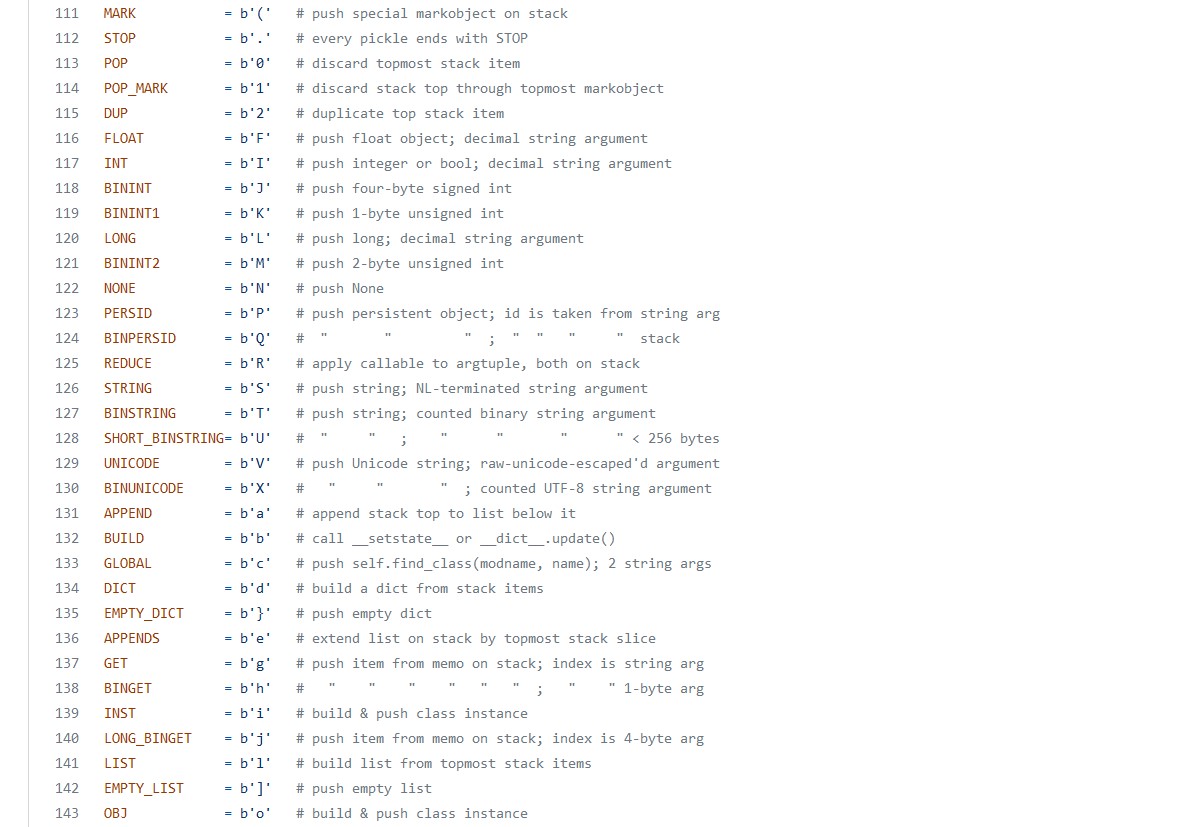 111 MARK = b'(' # push special markobject on stack
112 STOP = b'.' # every pickle ends with STOP
113 POP = b'0' # discard topmost stack item
114 POP_MARK = b'1' # discard stack top through topmost markobject
115 DUP = b'2' # duplicate top stack item
116 FLOAT = b'F' # push float object; decimal string argument
117 INT = b'I' # push integer or bool; decimal string argument
118 BININT = b'J' # push four-byte signed int
119 BININT1 = b'K' # push 1-byte unsigned int
120 LONG = b'L' # push long; decimal string argument
121 BININT2 = b'M' # push 2-byte unsigned int
122 NONE = b'N' # push None
123 PERSID = b'P' # push persistent object; id is taken from string arg
124 BINPERSID = b'Q' # " " " ; " " " " stack
125 REDUCE = b'R' # apply callable to argtuple, both on stack
126 STRING = b'S' # push string; NL-terminated string argument
127 BINSTRING = b'T' # push string; counted binary string argument
128 SHORT_BINSTRING= b'U' # " " ; " " " " < 256 bytes
129 UNICODE = b'V' # push Unicode string; raw-unicode-escaped'd argument
130 BINUNICODE = b'X' # " " " ; counted UTF-8 string argument
131 APPEND = b'a' # append stack top to list below it
132 BUILD = b'b' # call __setstate__ or __dict__.update()
133 GLOBAL = b'c' # push self.find_class(modname, name); 2 string args
134 DICT = b'd' # build a dict from stack items
135 EMPTY_DICT = b'}' # push empty dict
136 APPENDS = b'e' # extend list on stack by topmost stack slice
137 GET = b'g' # push item from memo on stack; index is string arg
138 BINGET = b'h' # " " " " " " ; " " 1-byte arg
139 INST = b'i' # build & push class instance
140 LONG_BINGET = b'j' # push item from memo on stack; index is 4-byte arg
141 LIST = b'l' # build list from topmost stack items
142 EMPTY_LIST = b']' # push empty list
143 OBJ = b'o' # build & push class instance